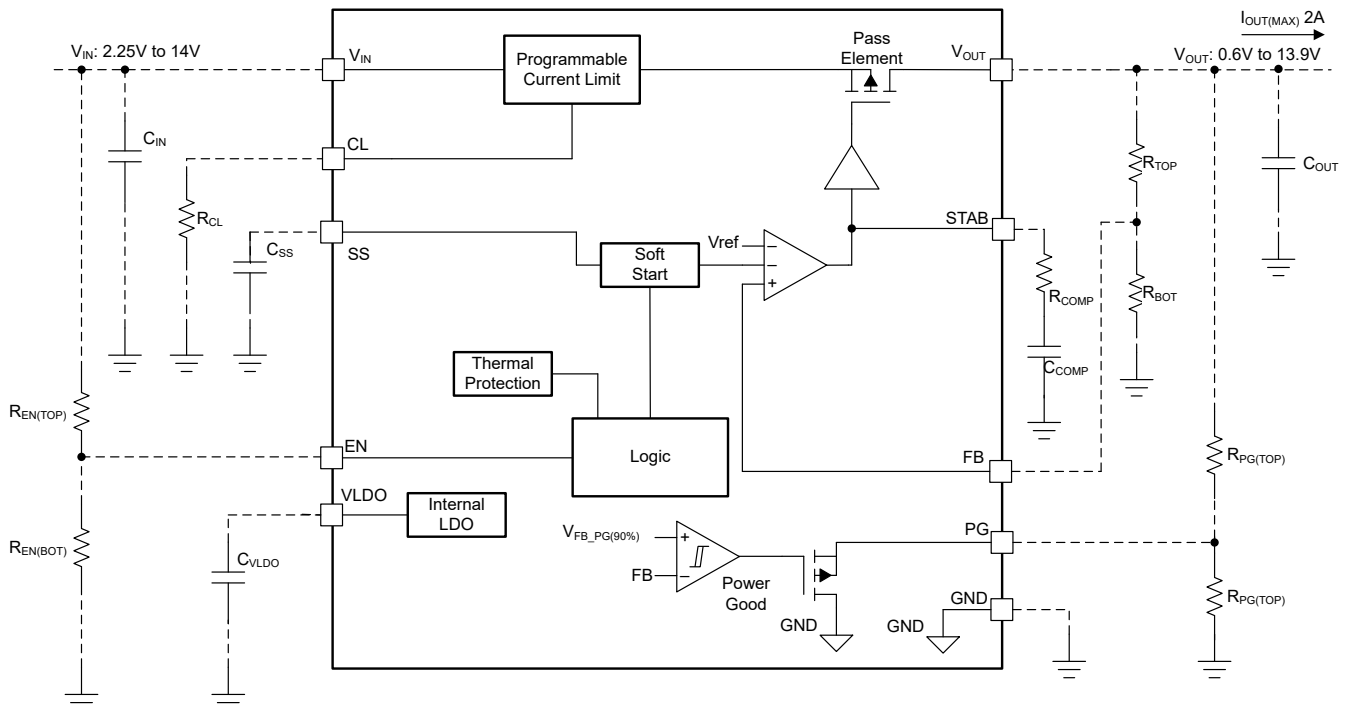 I_OUT(MAX) 2A
V_IN: 2.25V to 14V
V_OUT: 0.6V to 13.9V
V_IN
Programmable
Current Limit
Pass
Element
V_OUT
C_IN
CL
R_TOP
C_OUT
R_CL
STAB
C_SS
SS
Soft
Start
Vref
−
−
+
R_COMP
R_BOT
Thermal
Protection
C_COMP
R_EN(TOP)
EN
Logic
FB
R_PG(TOP)
VLDO
Internal
LDO
R_EN(BOT)
C_VLDO
V_FB_PG(90%)
+
FB
−
Power
Good
PG
GND
GND
GND
R_PG(TOP)